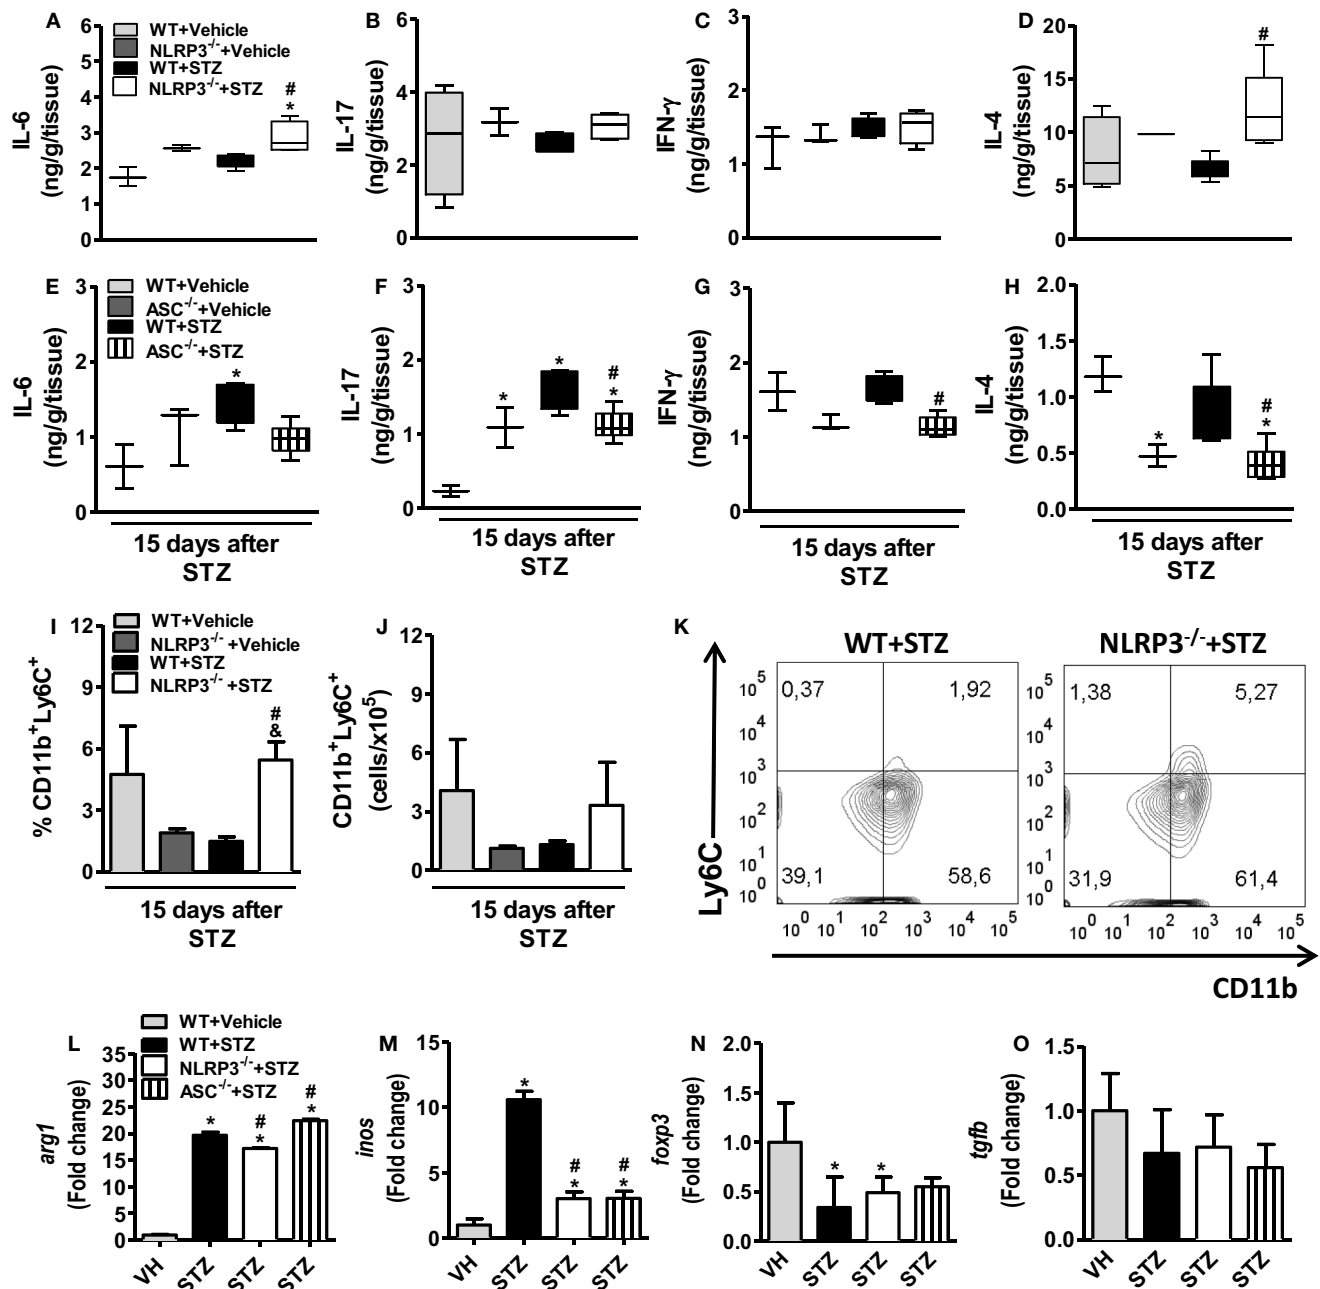 A
6
5
4
3
2
1
0
IL-6
(ng/g/tissue)
WT+Vehicle
NLRP3-/-+Vehicle
WT+STZ
NLRP3-/-+STZ
#
*
B
6
4
2
0
IL-17
(ng/g/tissue)
C
3
2
1
0
IFN-γ
(ng/g/tissue)
D
20
15
10
5
0
IL-4
(ng/g/tissue)
#
E
3
2
1
0
IL-6
(ng/g/tissue)
WT+Vehicle
ASC-/-+Vehicle
WT+STZ
ASC-/-+STZ
*
15 days after
STZ
F
3
2
1
0
IL-17
(ng/g/tissue)
*
*
#
*
15 days after
STZ
G
3
2
1
0
IFN-γ
(ng/g/tissue)
#
15 days after
STZ
H
2.0
1.5
1.0
0.5
0.0
IL-4
(ng/g/tissue)
*
#
*
15 days after
STZ
I
12
9
6
3
0
% CD11b+Ly6C+
WT+Vehicle
NLRP3-/-+Vehicle
WT+STZ
NLRP3-/-+STZ
#
&
15 days after
STZ
J
12
9
6
3
0
CD11b+Ly6C+
(cells/x10^5)
15 days after
STZ
K
WT+STZ
NLRP3-/-+STZ
Ly6C
10^5
10^4
10^3
10^2
10^1
10^0
10
0,37
1,92
39,1
58,6
10^0 10^1 10^2 10^3 10^4 10^5
10^5
10^4
10^3
10^2
10^1
10^0
10
1,38
5,27
31,9
61,4
10^0 10^1 10^2 10^3 10^4 10^5
CD11b
L
35
30
25
20
15
10
5
0
arg1
(Fold change)
WT+Vehicle
WT+STZ
NLRP3-/-+STZ
ASC-/-+STZ
*
#
*
#
*
VH
STZ
STZ
STZ
M
15
10
5
0
inos
(Fold change)
*
#
*
#
*
VH
STZ
STZ
STZ
N
2.0
1.5
1.0
0.5
0.0
foxp3
(Fold change)
*
*
VH
STZ
STZ
STZ
O
1.5
1.0
0.5
0.0
tgfb
(Fold change)
VH
STZ
STZ
STZ